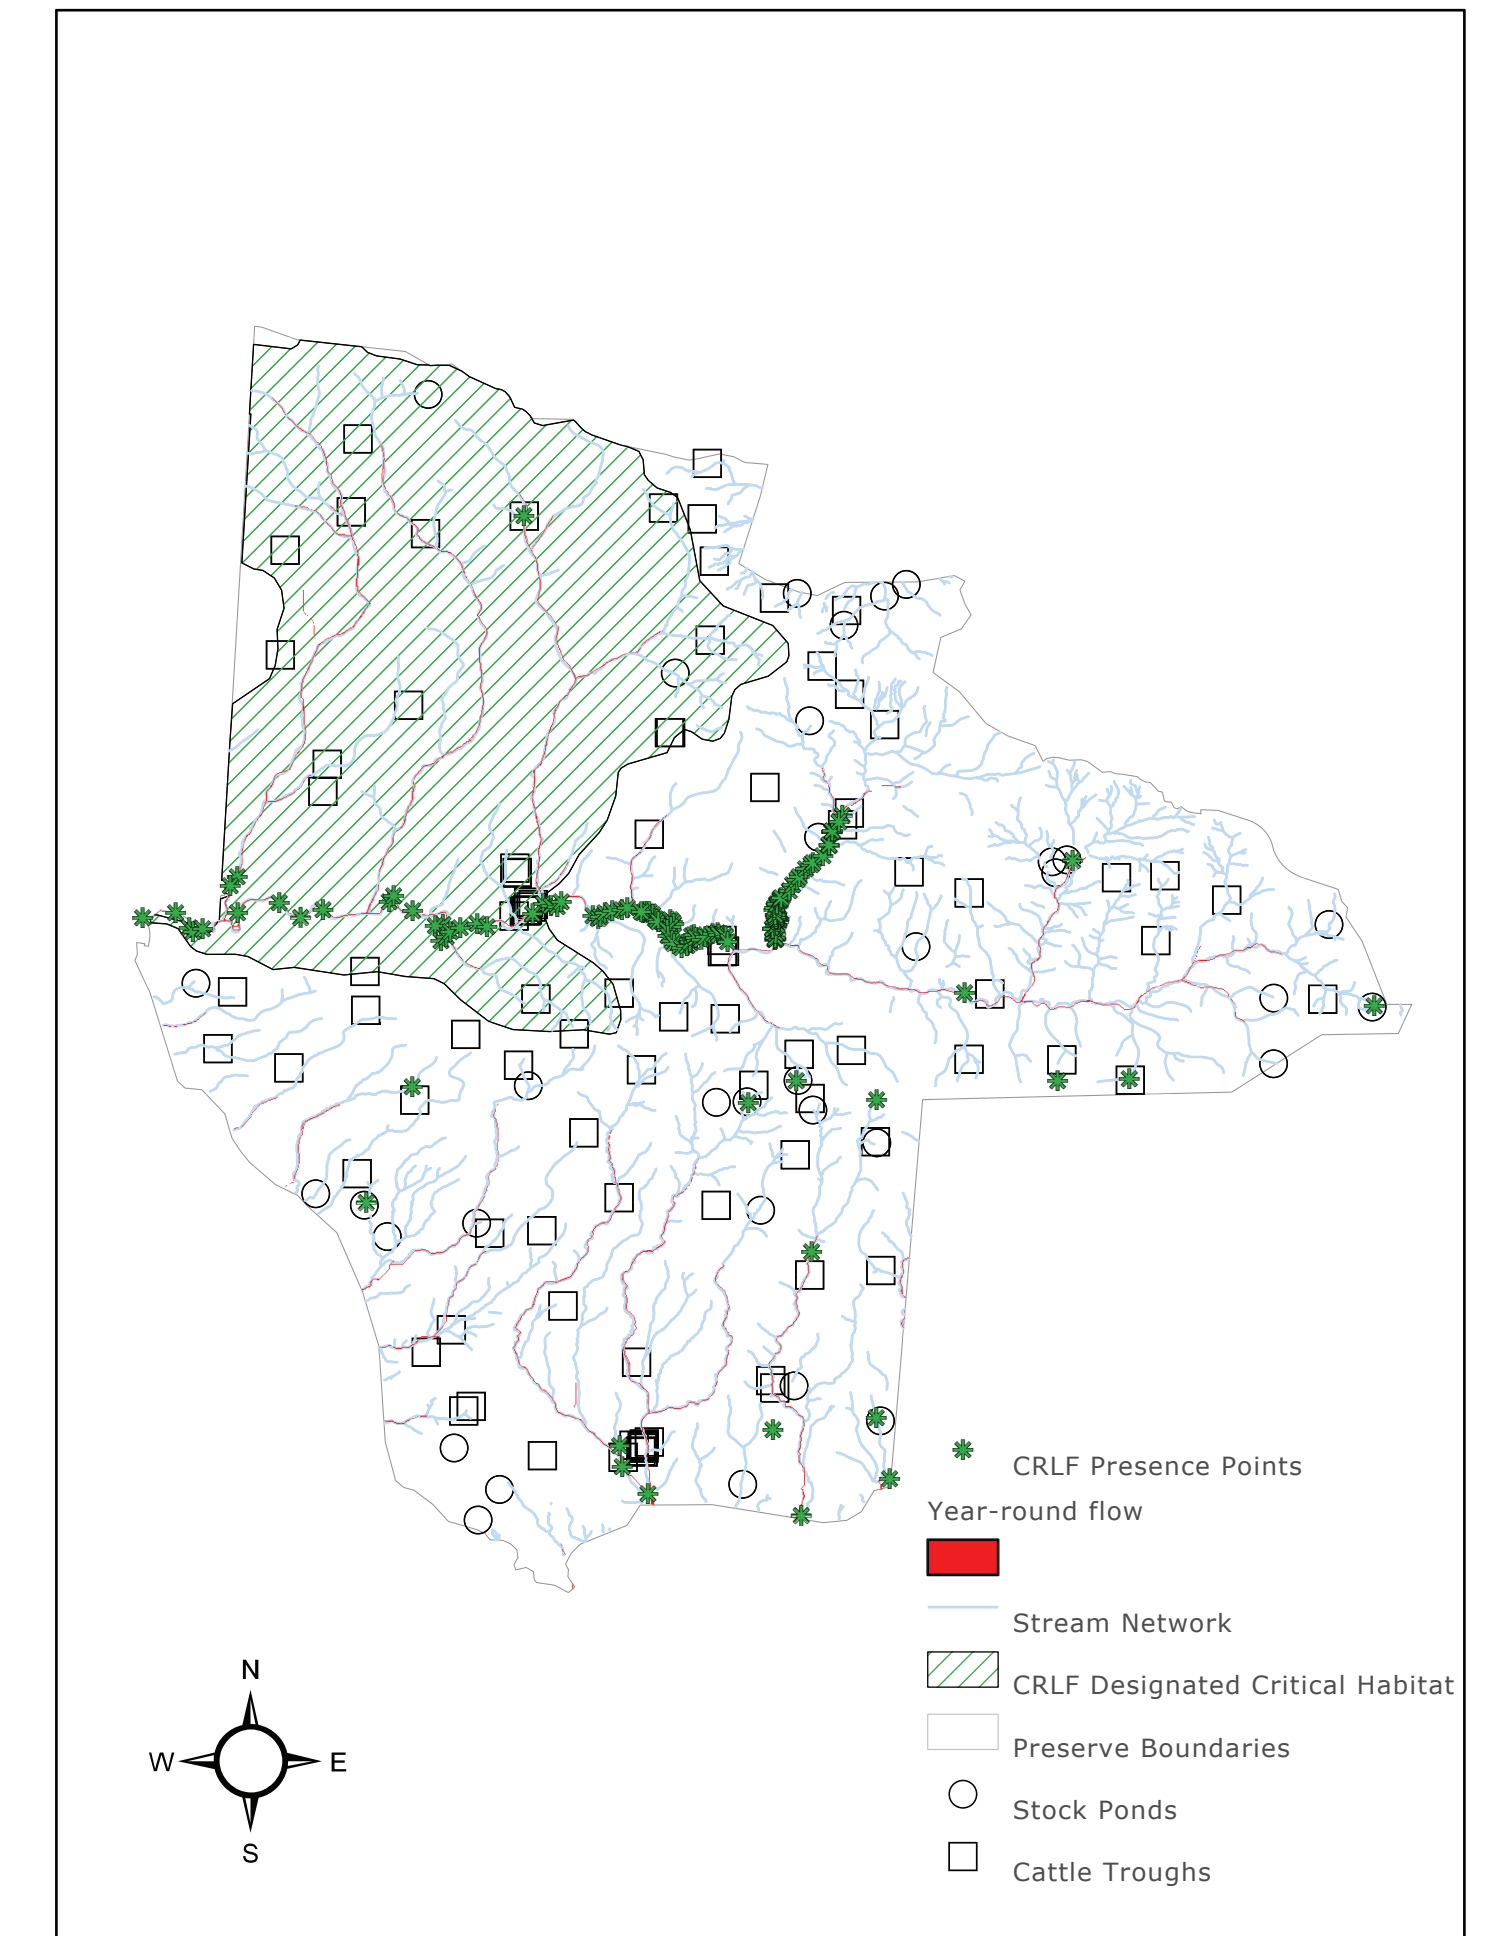 CRLF Presence Points
Year-round flow
Stream Network
CRLF Designated Critical Habitat
Preserve Boundaries
Stock Ponds
Cattle Troughs
N
W E
S